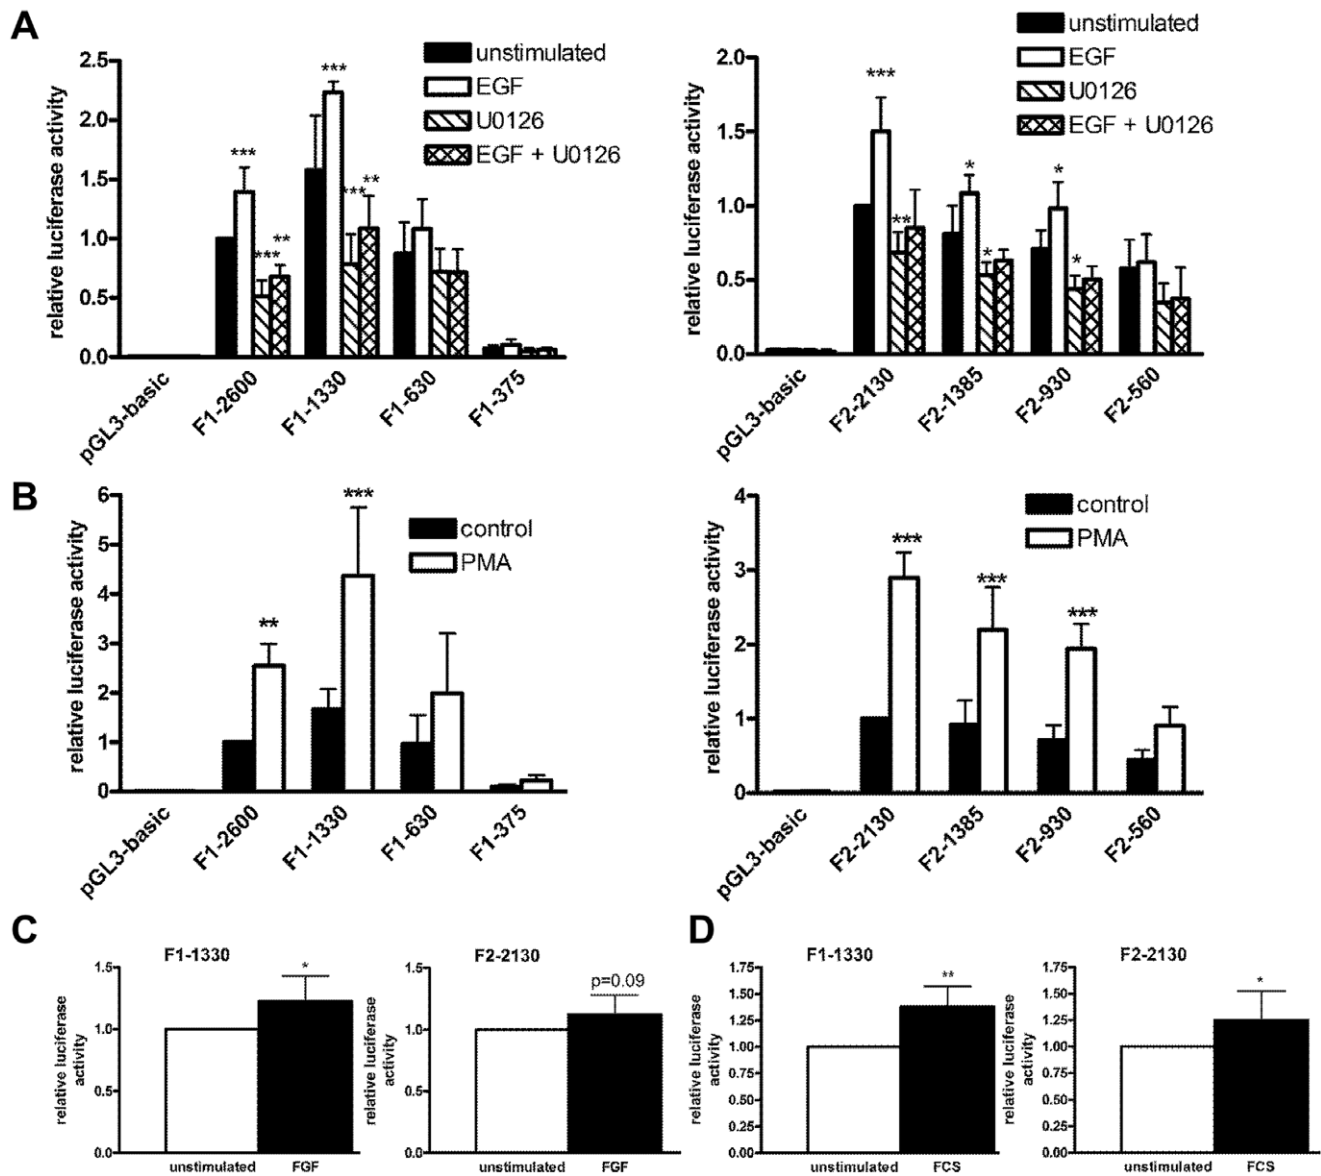 A
unstimulated
EGF
U0126
EGF + U0126
relative luciferase activity
2.5
2.0
1.5
1.0
0.5
0.0
***
***
**
***
***
**
pGL3-basic
F1-2600
F1-1330
F1-630
F1-375
unstimulated
EGF
U0126
EGF + U0126
relative luciferase activity
2.0
1.5
1.0
0.5
0.0
***
**
*
*
*
*
pGL3-basic
F2-2130
F2-1385
F2-930
F2-560
B
control
PMA
relative luciferase activity
6
5
4
3
2
1
0
**
***
pGL3-basic
F1-2600
F1-1330
F1-630
F1-375
control
PMA
relative luciferase activity
4
3
2
1
0
***
***
***
pGL3-basic
F2-2130
F2-1385
F2-930
F2-560
C
F1-1330
relative luciferase
activity
1.5
1.0
0.5
0.0
*
unstimulated
FGF
F2-2130
relative luciferase
activity
1.5
1.0
0.5
0.0
p=0.09
unstimulated
FGF
D
F1-1330
relative luciferase
activity
1.75
1.50
1.25
1.00
0.75
0.50
0.25
0.00
**
unstimulated
FCS
F2-2130
relative luciferase
activity
1.75
1.50
1.25
1.00
0.75
0.50
0.25
0.00
*
unstimulated
FCS